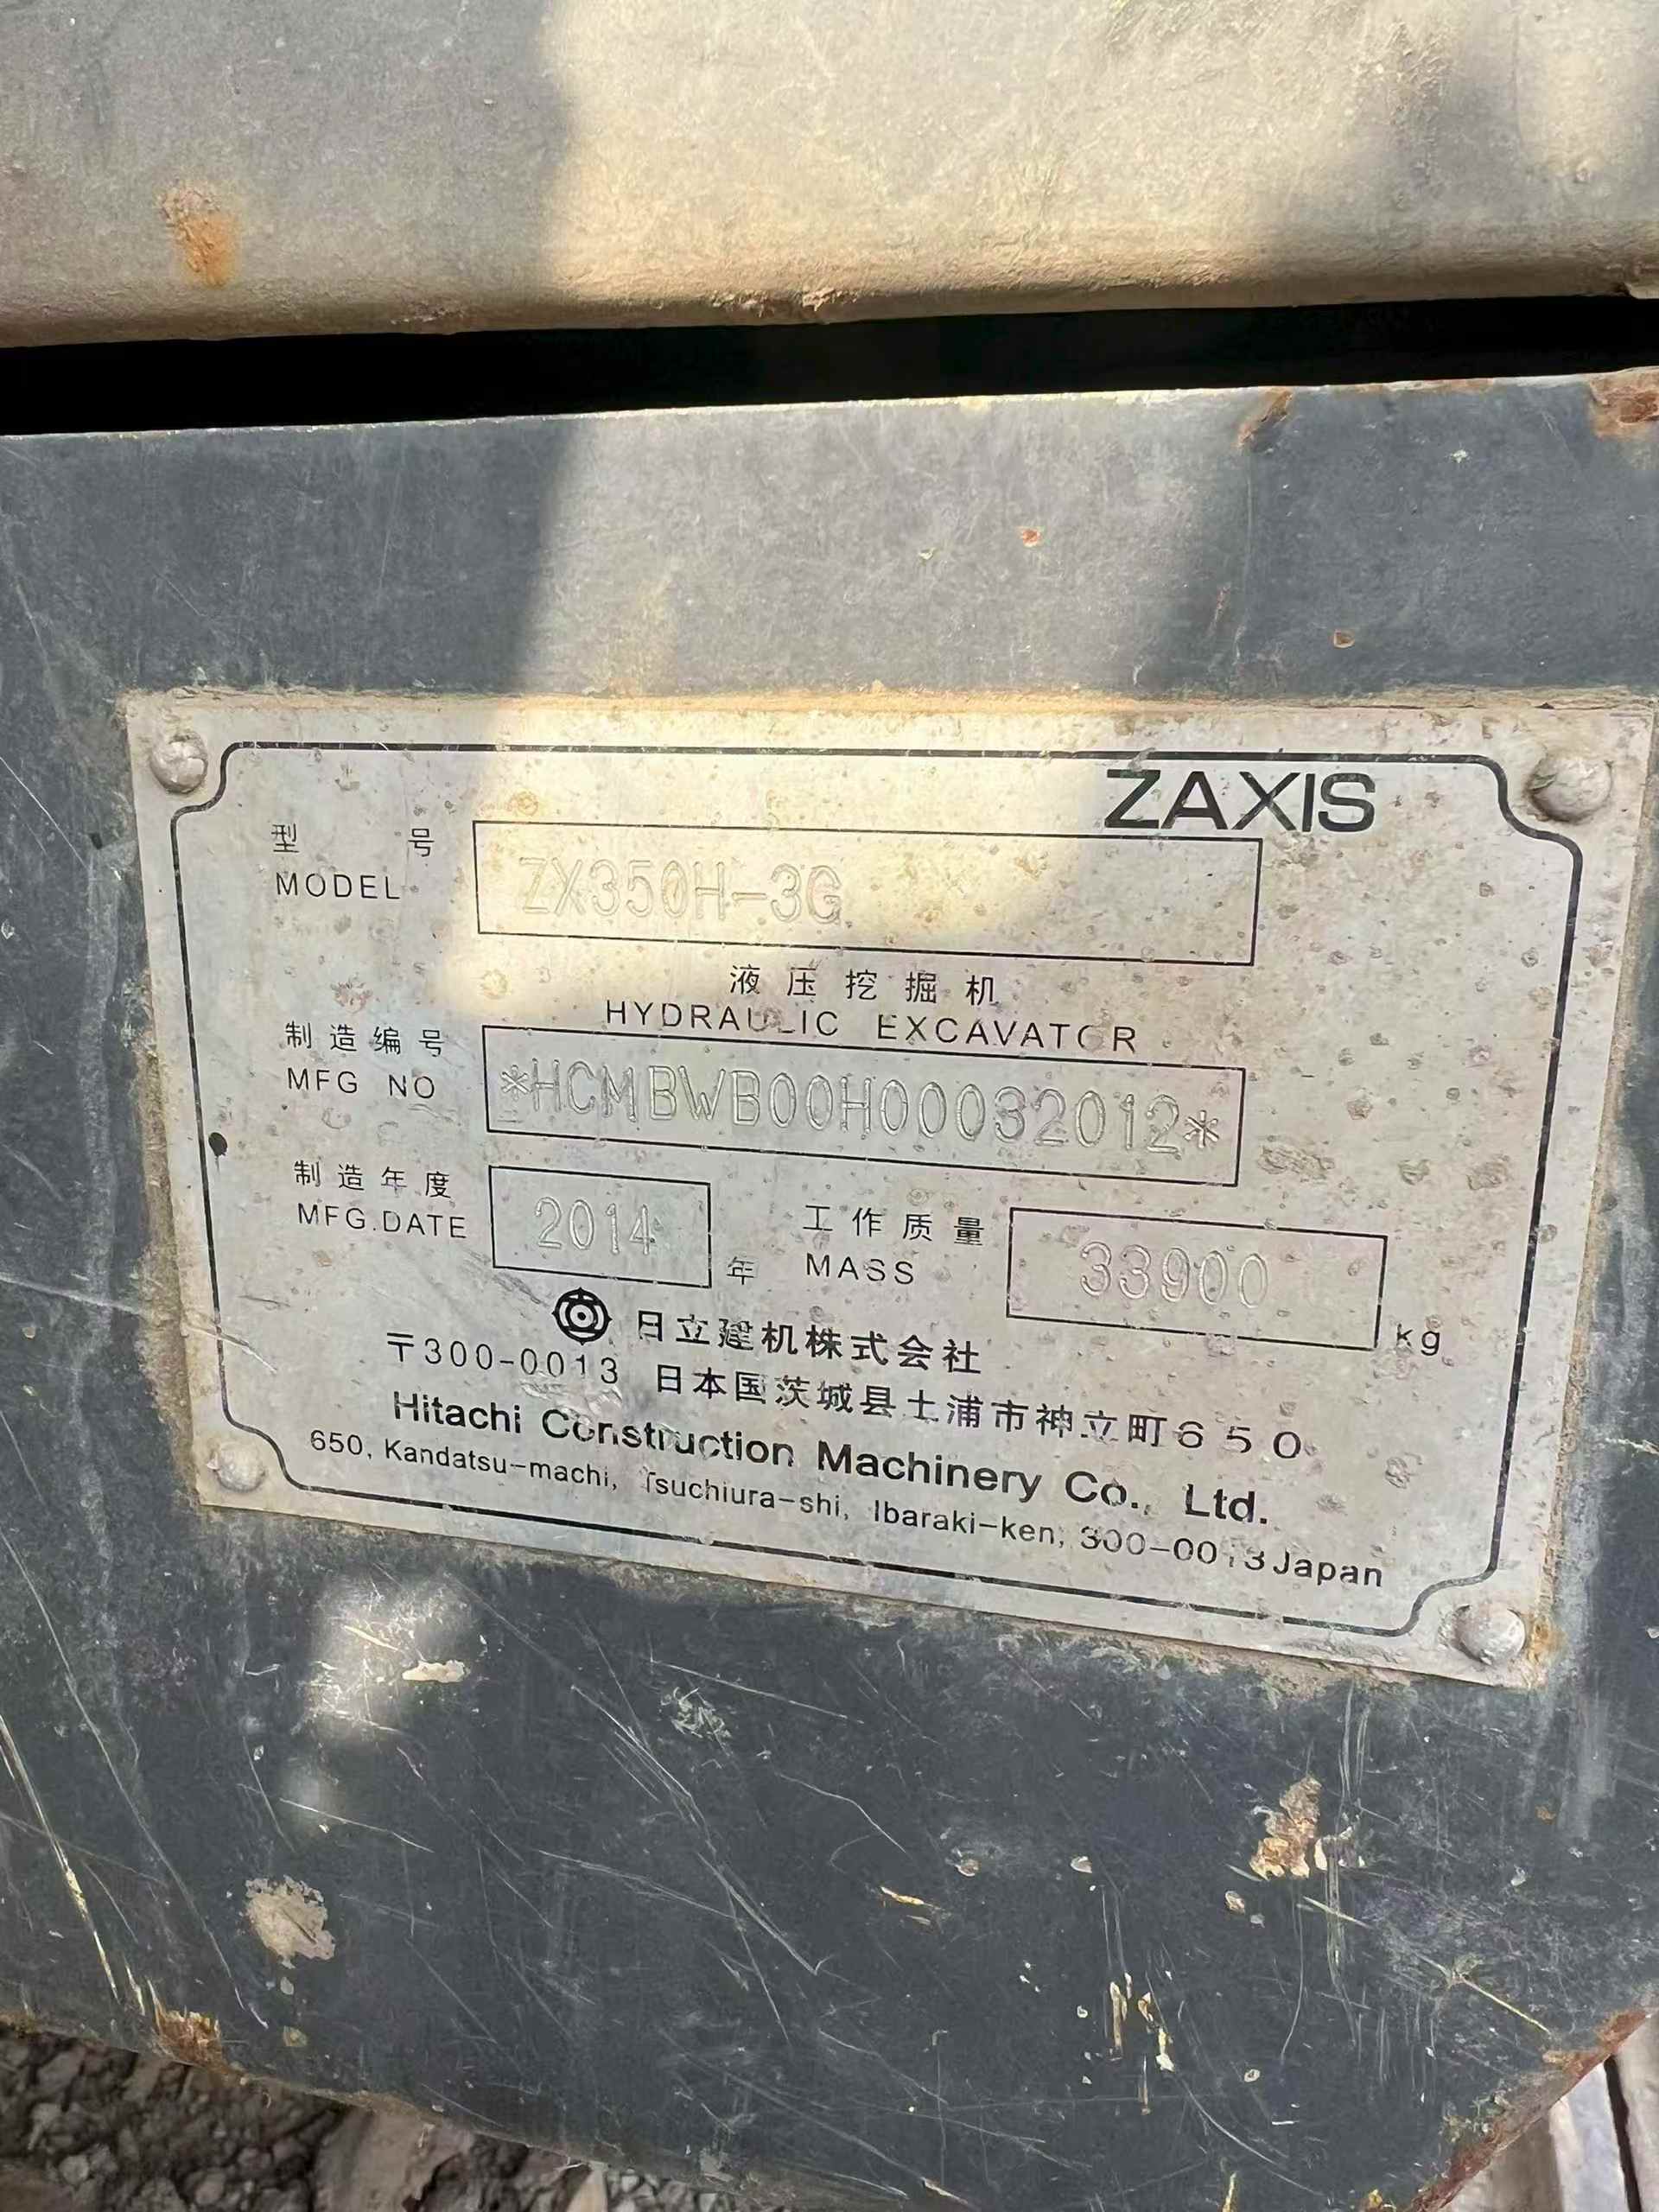 ZAXIS
型 号
MODEL ZX350H-3G
液压挖掘机
HYDRAULIC EXCAVATOR
制造编号
MFG NO *HCMBWB00H00032012*
制造年度 2014 年
MFG.DATE
工作质量 33900 kg
MASS
日立建机株式会社
〒300-0013 日本国茨城县土浦市神立町650
Hitachi Construction Machinery Co., Ltd.
650, Kandatsu-machi, Tsuchiura-shi, Ibaraki-ken, 300-0013 Japan